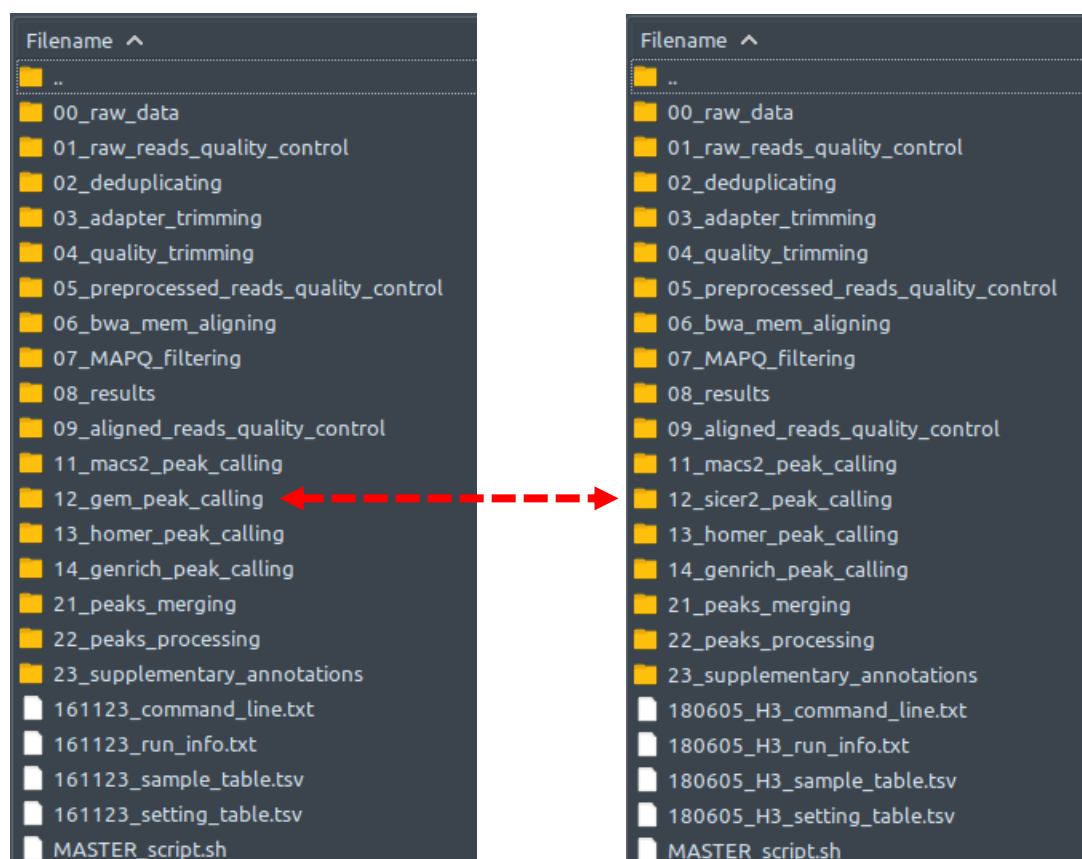 Filename
..
00_raw_data
01_raw_reads_quality_control
02_deduplicating
03_adapter_trimming
04_quality_trimming
05_preprocessed_reads_quality_control
06_bwa_mem_aligning
07_MAPQ_filtering
08_results
09_aligned_reads_quality_control
11_macs2_peak_calling
12_gem_peak_calling
13_homer_peak_calling
14_genrich_peak_calling
21_peaks_merging
22_peaks_processing
23_supplementary_annotations
161123_command_line.txt
161123_run_info.txt
161123_sample_table.tsv
161123_setting_table.tsv
MASTER_script.sh
Filename
..
00_raw_data
01_raw_reads_quality_control
02_deduplicating
03_adapter_trimming
04_quality_trimming
05_preprocessed_reads_quality_control
06_bwa_mem_aligning
07_MAPQ_filtering
08_results
09_aligned_reads_quality_control
11_macs2_peak_calling
12_sicer2_peak_calling
13_homer_peak_calling
14_genrich_peak_calling
21_peaks_merging
22_peaks_processing
23_supplementary_annotations
180605_H3_command_line.txt
180605_H3_run_info.txt
180605_H3_sample_table.tsv
180605_H3_setting_table.tsv
MASTER_script.sh